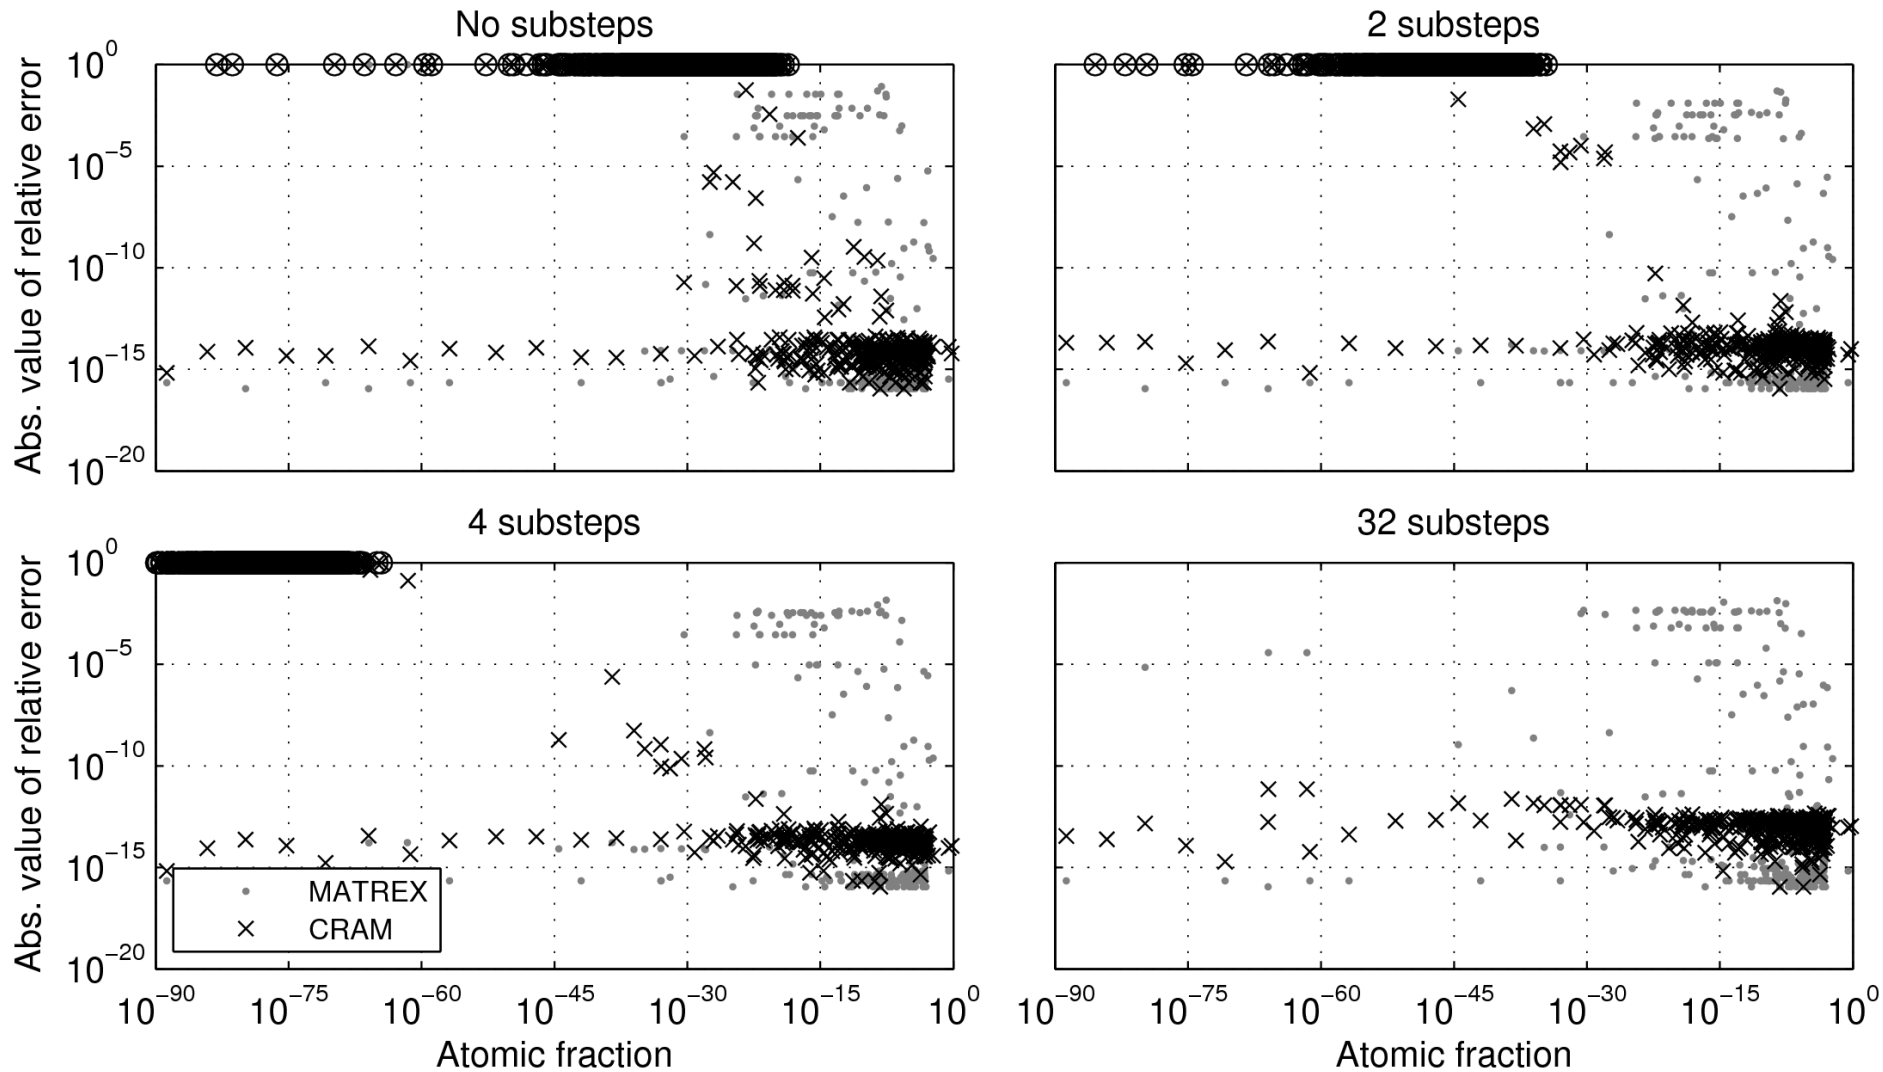 No substeps
2 substeps
Abs. value of relative error
10^0
10^−5
10^−10
10^−15
10^−20
4 substeps
32 substeps
Abs. value of relative error
10^0
10^−5
10^−10
10^−15
10^−20
MATREX
CRAM
10^−90 10^−75 10^−60 10^−45 10^−30 10^−15 10^0
10^−90 10^−75 10^−60 10^−45 10^−30 10^−15 10^0
Atomic fraction
Atomic fraction